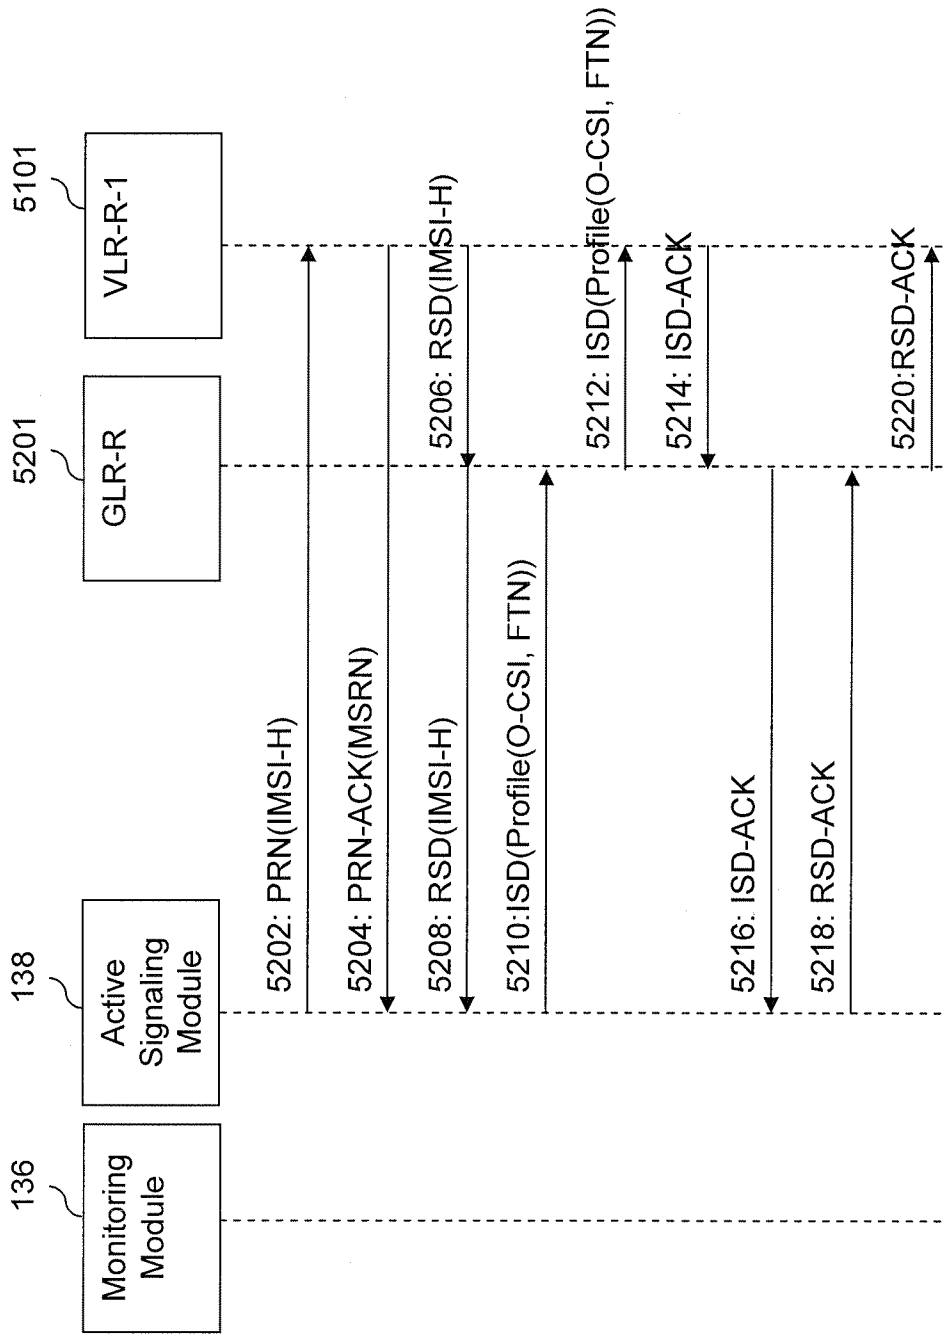 136
138
5201
5101
Monitoring
Module
Active
Signaling
Module
GLR-R
VLR-R-1
5202: PRN(IMSI-H)
5204: PRN-ACK(MSRN)
5206: RSD(IMSI-H)
5208: RSD(IMSI-H)
5210:ISD(Profile(O-CSI, FTN))
5212: ISD(Profile(O-CSI, FTN))
5214: ISD-ACK
5216: ISD-ACK
5218: RSD-ACK
5220:RSD-ACK